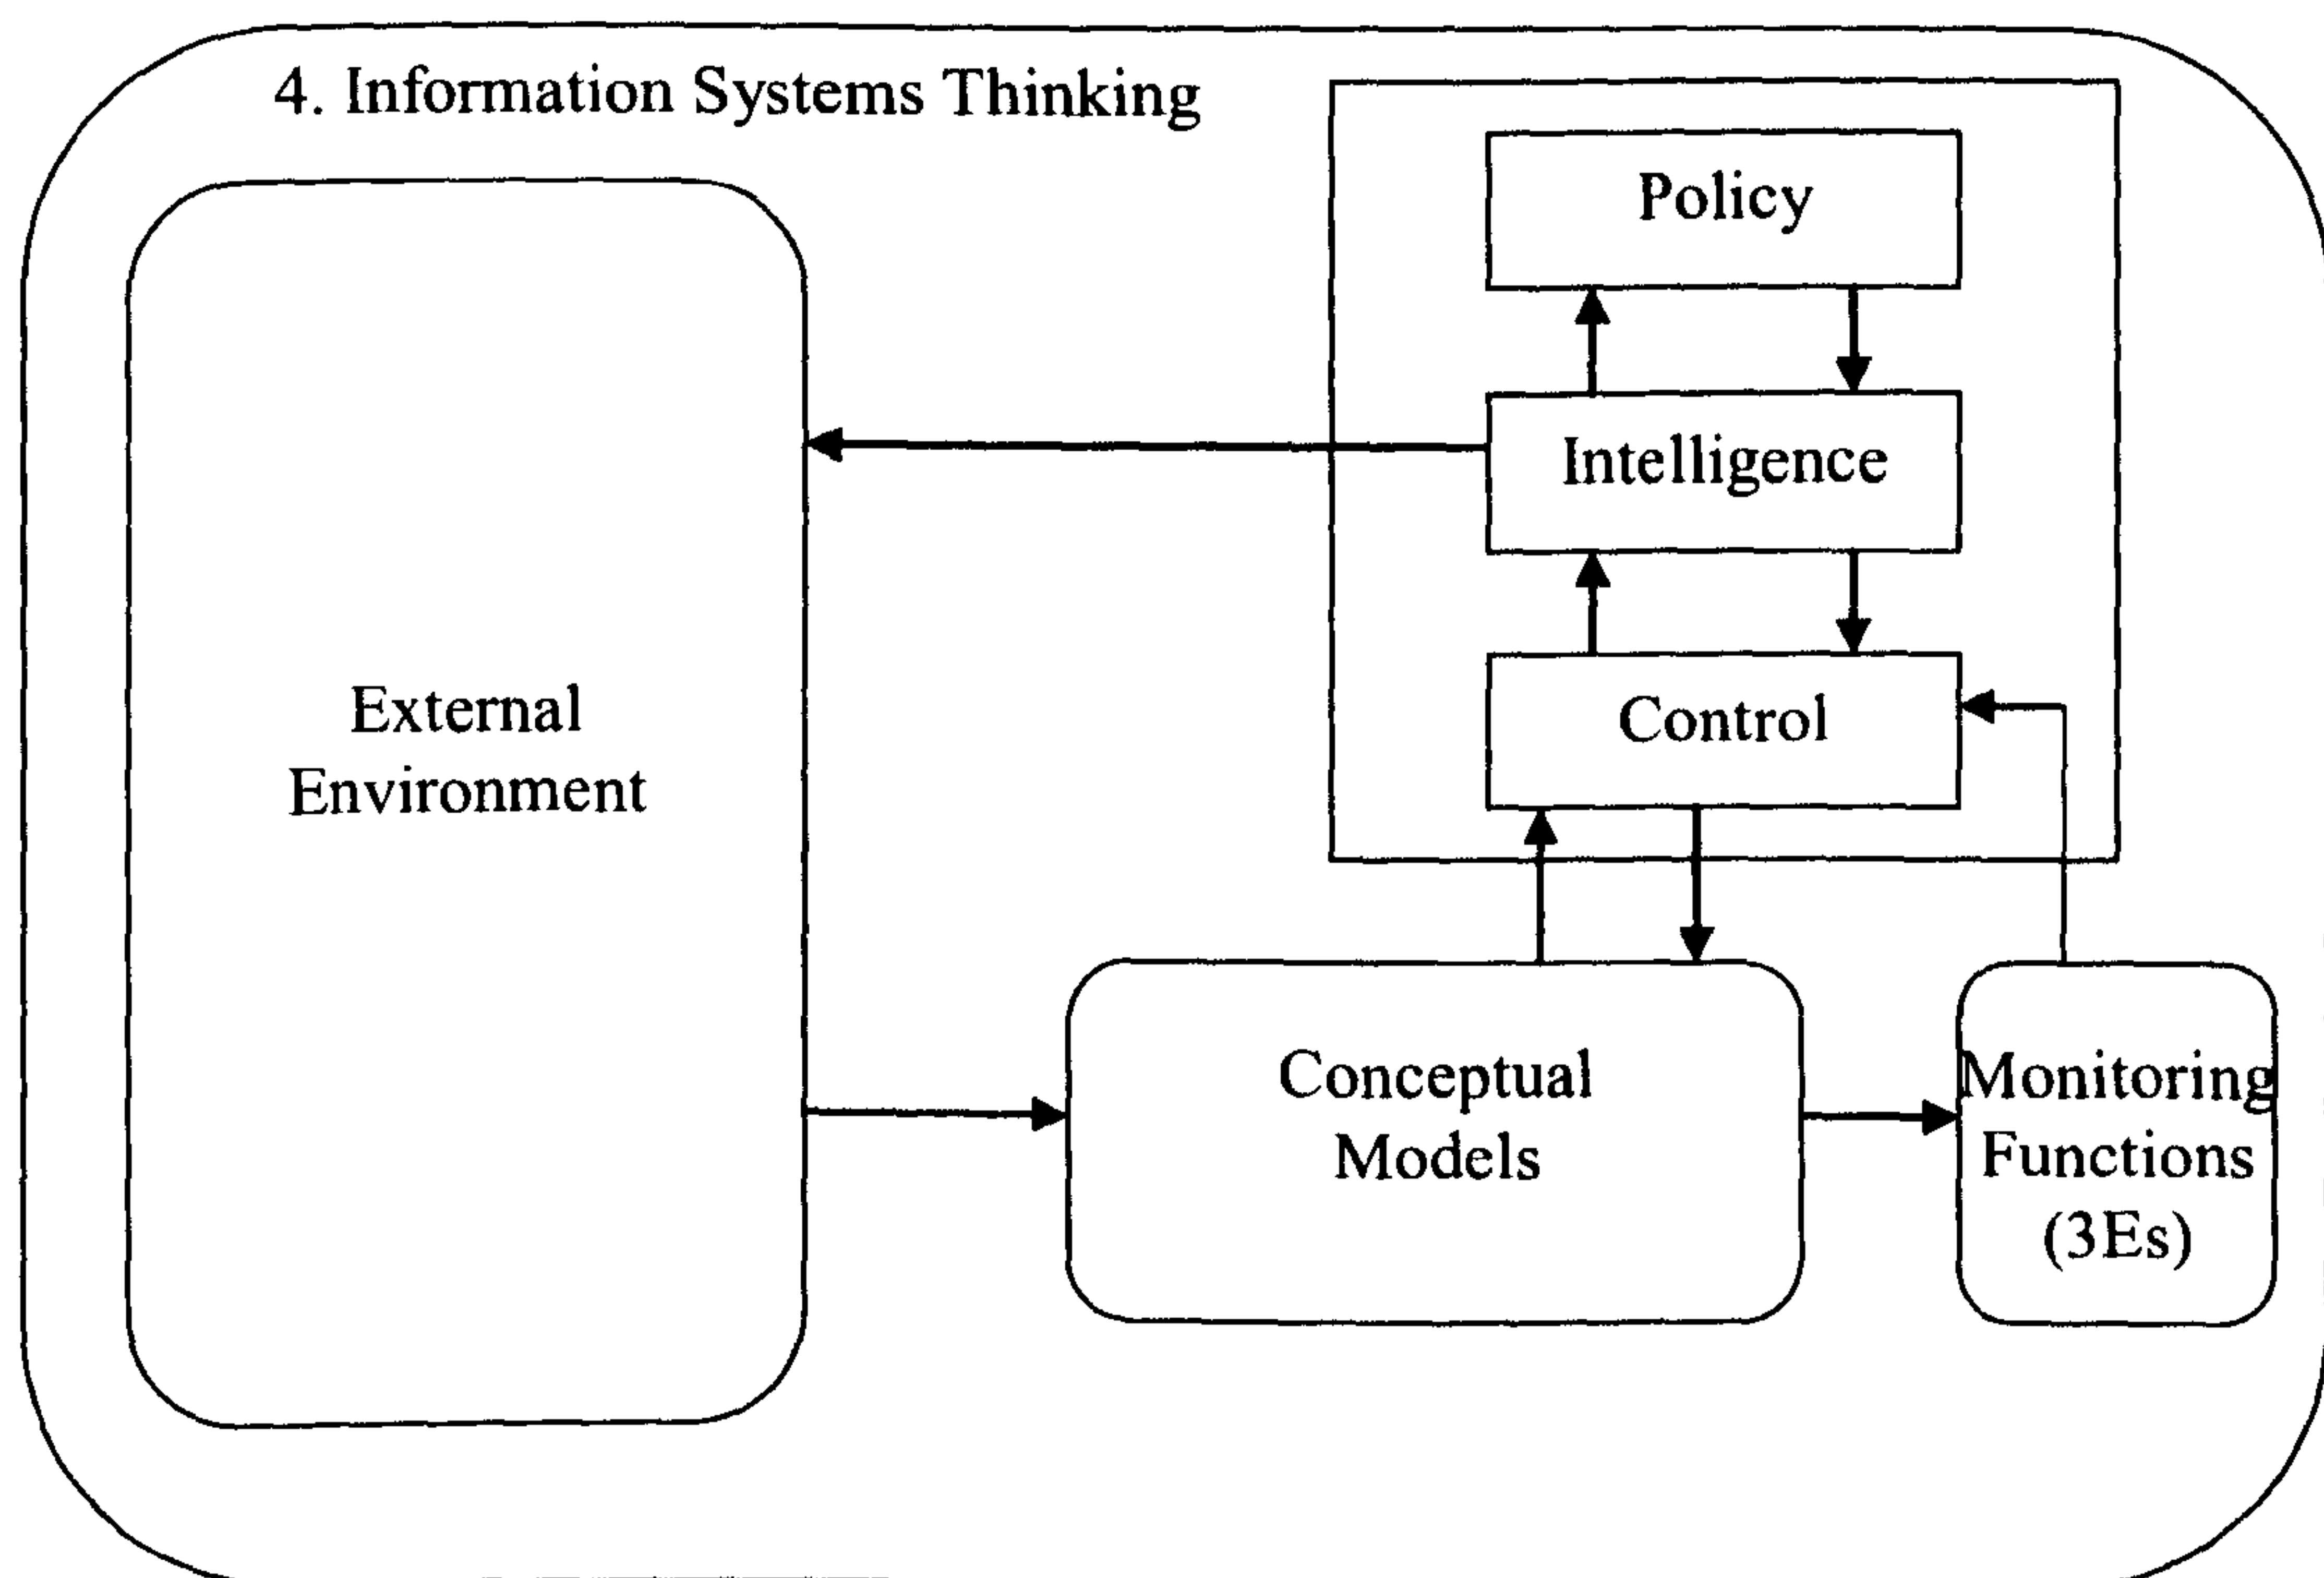 4. Information Systems Thinking
Policy
Intelligence
Control
External
Environment
Conceptual
Models
Monitoring
Functions
(3Es)